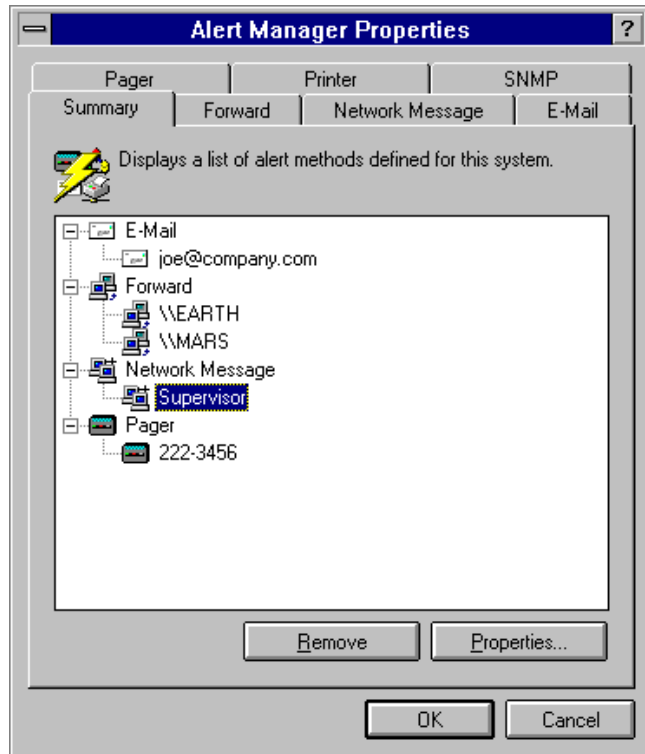 Alert Manager Properties ?
Pager Printer SNMP
Summary Forward Network Message E-Mail
Displays a list of alert methods defined for this system.
E-Mail
joe@company.com
Forward
\\EARTH
\\MARS
Network Message
Supervisor
Pager
222-3456
Remove Properties...
OK Cancel